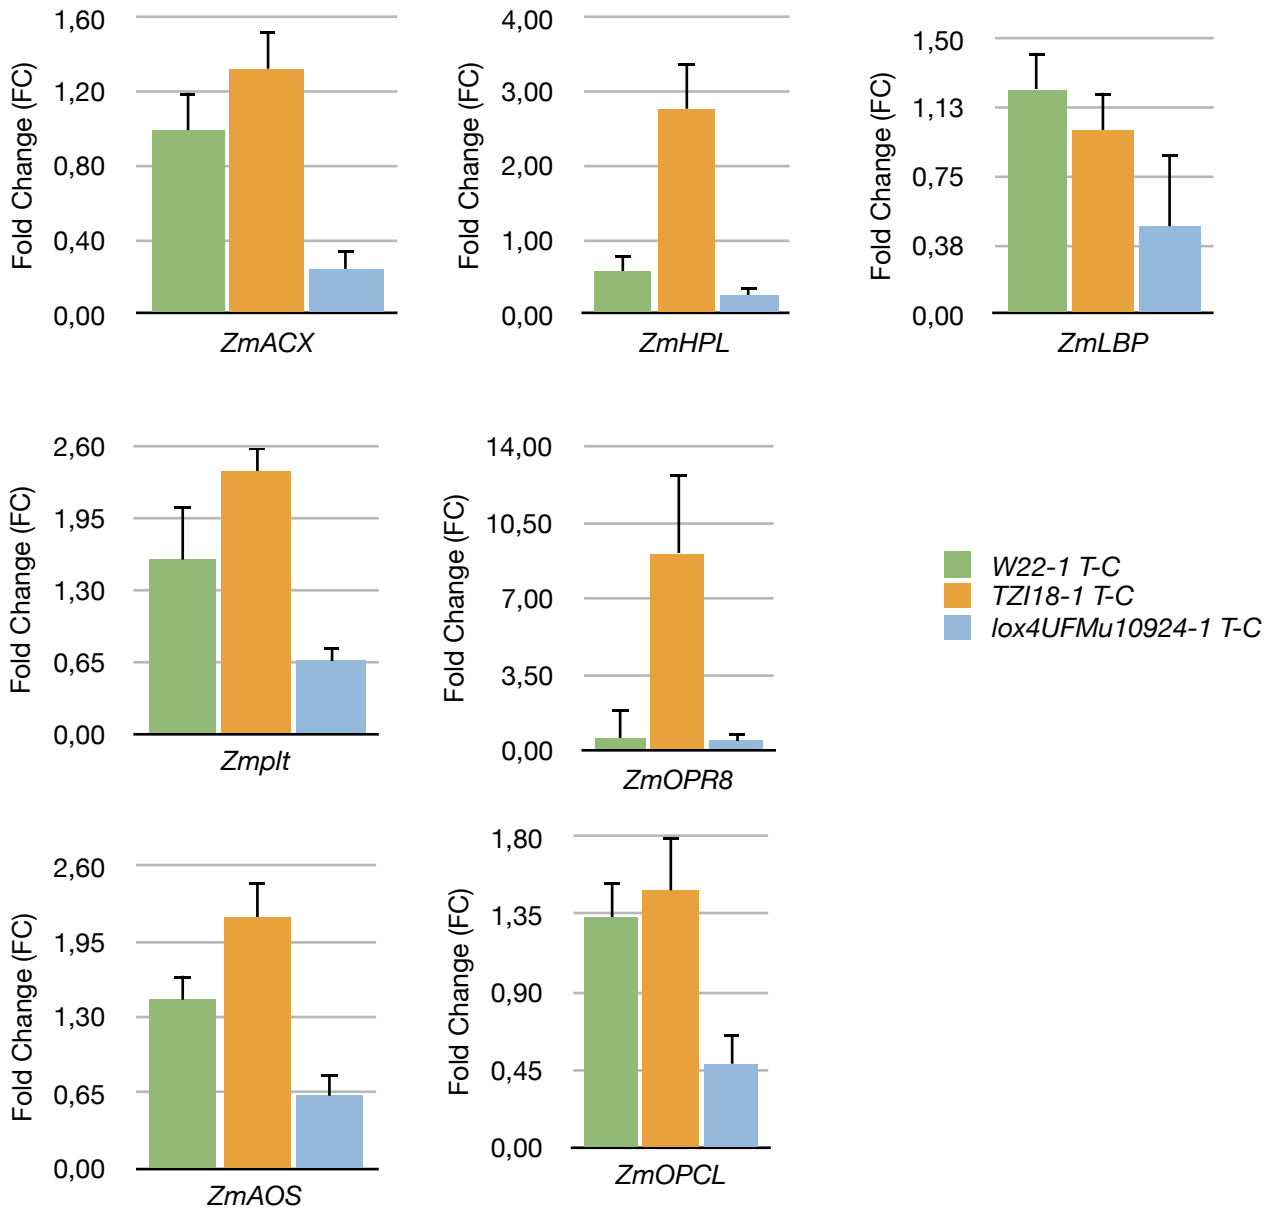 1,60
1,20
0,80
0,40
0,00
Fold Change (FC)
ZmACX
4,00
3,00
2,00
1,00
0,00
Fold Change (FC)
ZmHPL
1,50
1,13
0,75
0,38
0,00
Fold Change (FC)
ZmLBP
2,60
1,95
1,30
0,65
0,00
Fold Change (FC)
Zmplt
14,00
10,50
7,00
3,50
0,00
Fold Change (FC)
ZmOPR8
W22-1 T-C
TZI18-1 T-C
lox4UFMu10924-1 T-C
2,60
1,95
1,30
0,65
0,00
Fold Change (FC)
ZmAOS
1,80
1,35
0,90
0,45
0,00
Fold Change (FC)
ZmOPCL